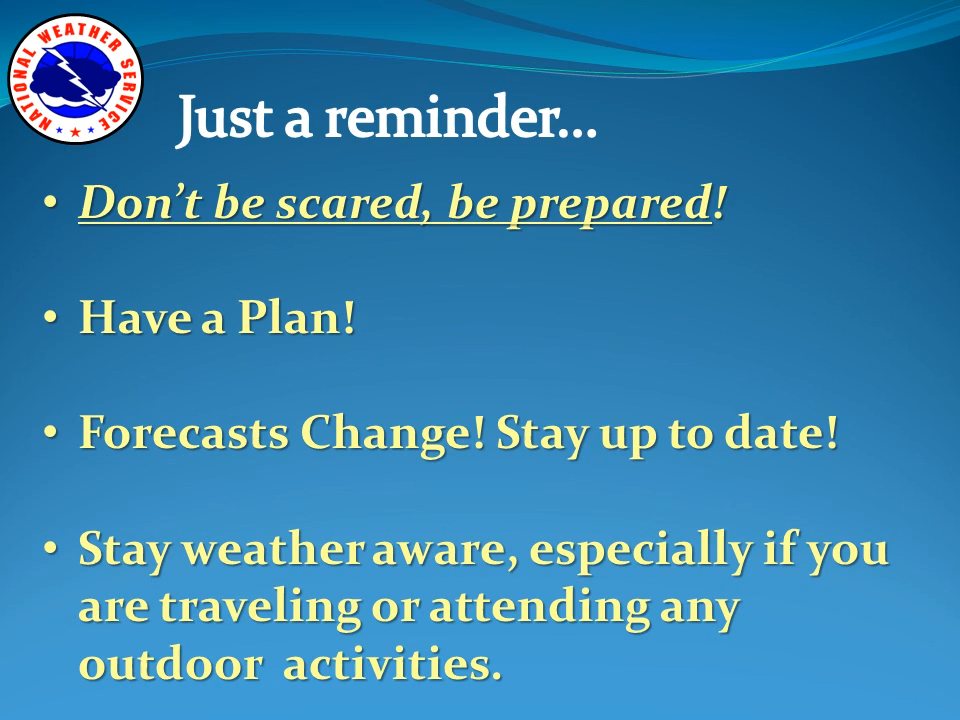 NATIONAL WEATHER SERVICE
Just a reminder…
• Don’t be scared, be prepared!
• Have a Plan!
• Forecasts Change! Stay up to date!
• Stay weather aware, especially if you
are traveling or attending any
outdoor  activities.